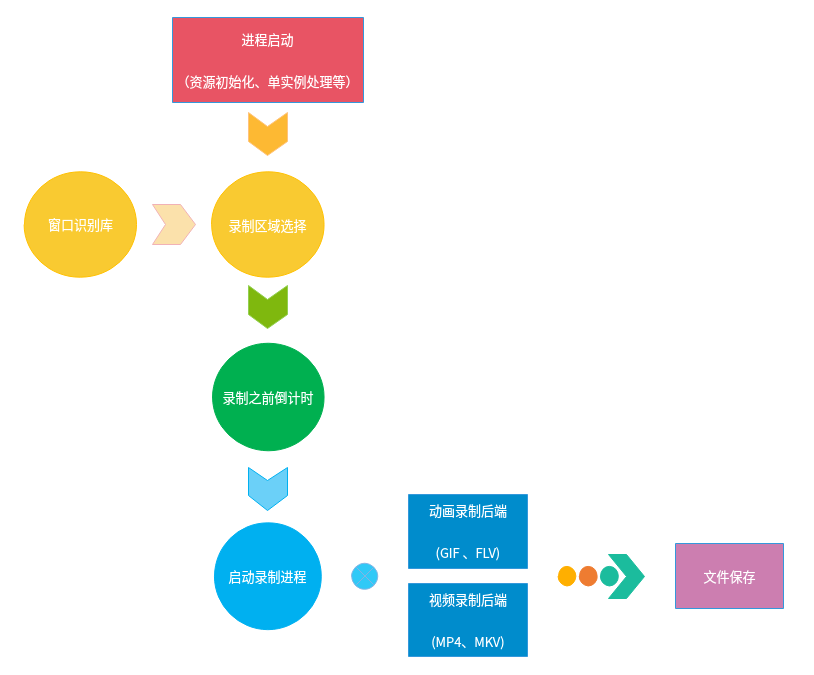 进程启动
（资源初始化、单实例处理等）
窗口识别库
录制区域选择
录制之前倒计时
启动录制进程
动画录制后端
(GIF 、FLV)
视频录制后端
(MP4、MKV)
文件保存